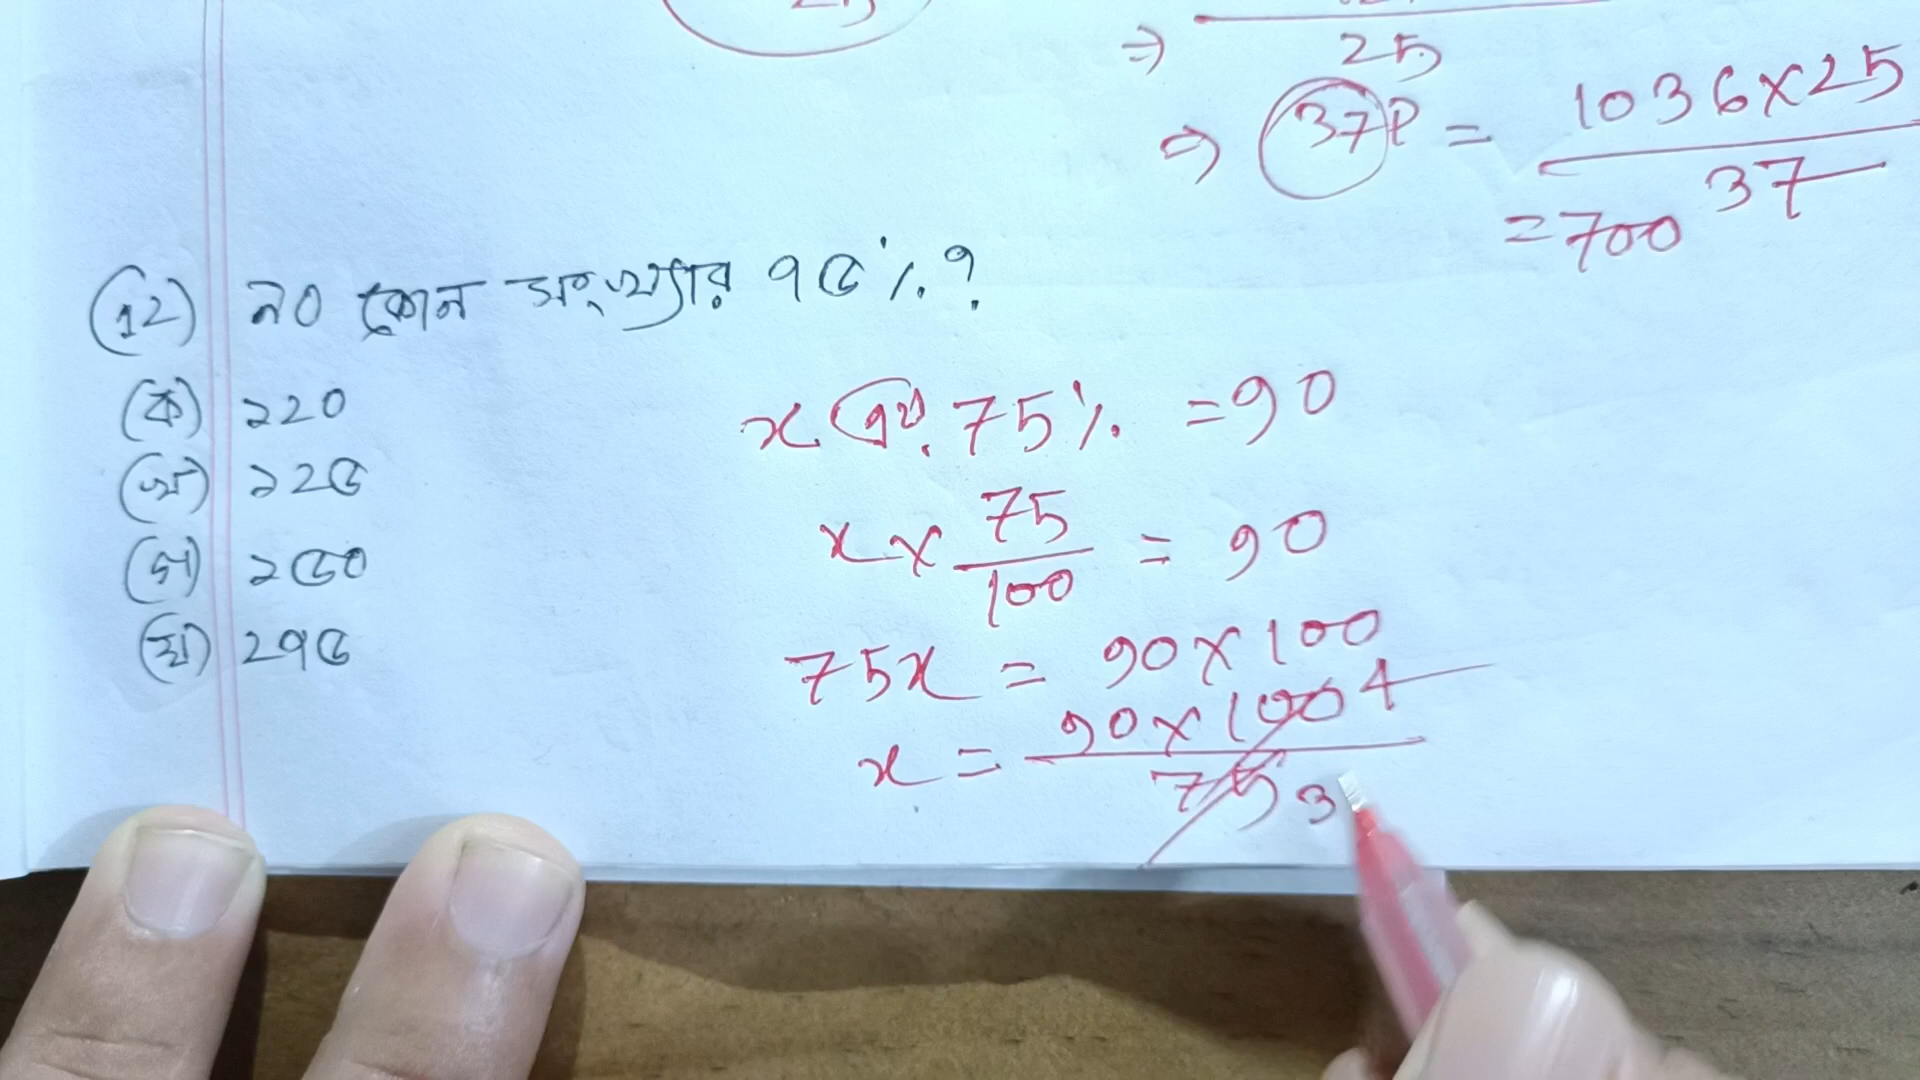 ⇒ 25
⇒ 37P = 1036×25 / 37
= 700
(12) ৯০ কোন সংখ্যার ৭৫%?
(ক) ১২০
(খ) ১২৫
(গ) ১৫০
(ঘ) ২৭৫
x এর 75% = 90
x × 75/100 = 90
75x = 90×100
x = 90×100 4 / 75 3